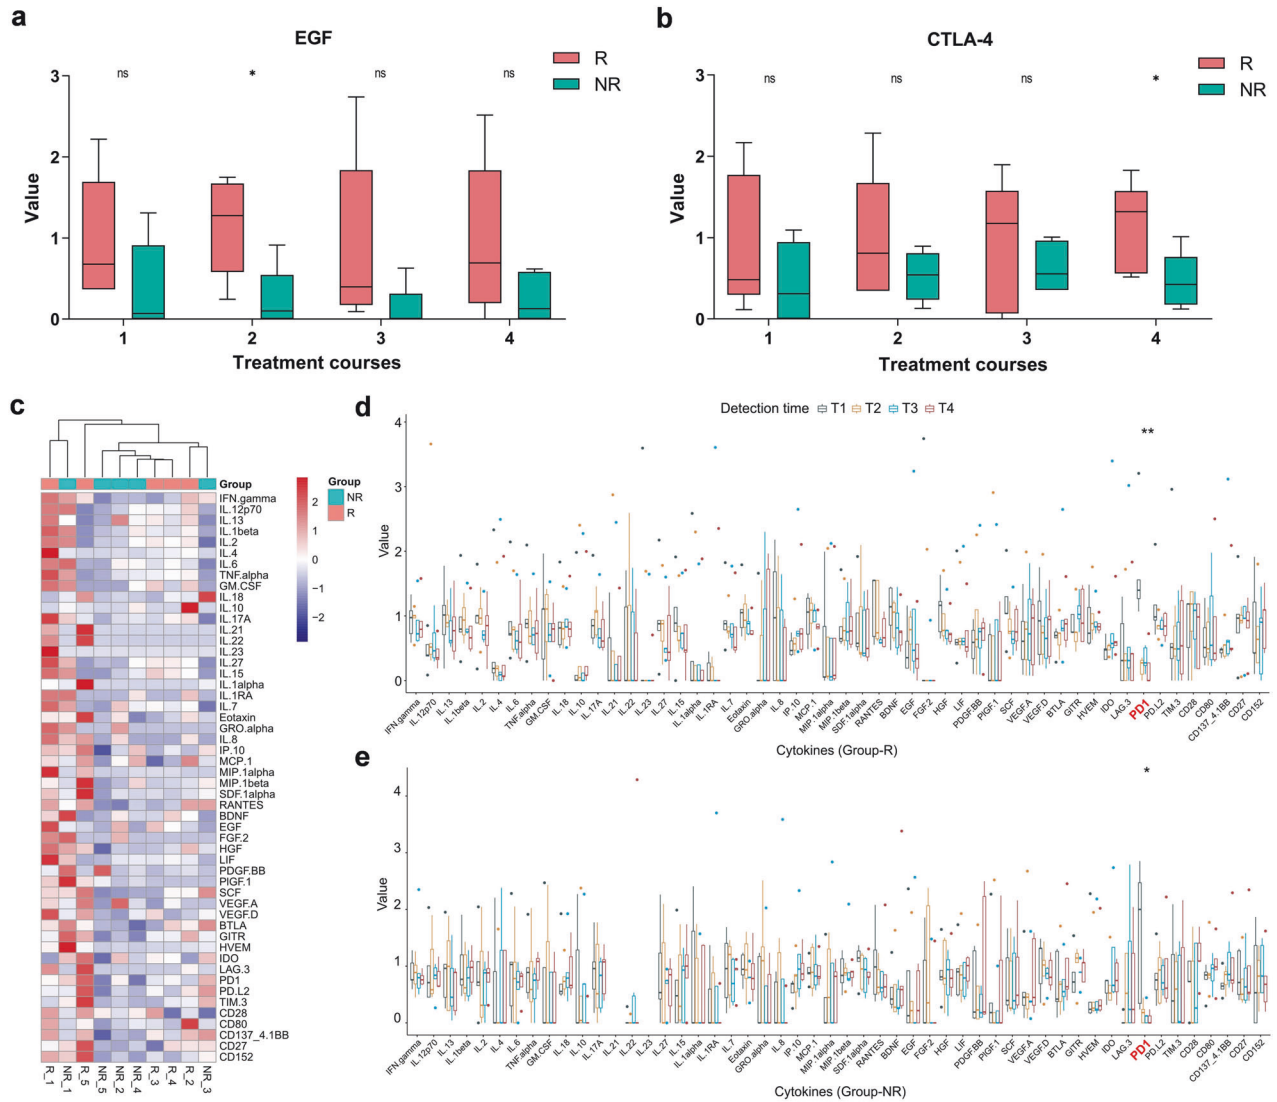 a
EGF
R
NR
ns
*
ns
ns
3
2
1
0
Value
1
2
3
4
Treatment courses
b
CTLA-4
R
NR
ns
ns
ns
*
3
2
1
0
Value
1
2
3
4
Treatment courses
c
Group
IFN.gamma
IL.12p70
IL.13
IL.1beta
IL.2
IL.4
IL.6
TNF.alpha
GM.CSF
IL.18
IL.10
IL.17A
IL.21
IL.22
IL.23
IL.27
IL.15
IL.1alpha
IL.1RA
IL.7
Eotaxin
GRO.alpha
IL.8
IP.10
MCP.1
MIP.1alpha
MIP.1beta
SDF.1alpha
RANTES
BDNF
EGF
FGF.2
HGF
LIF
PDGF.BB
PIGF.1
SCF
VEGF.A
VEGF.D
BTLA
GITR
HVEM
IDO
LAG.3
PD1
PD.L2
TIM.3
CD28
CD80
CD137_4.1BB
CD27
CD152
R_1
NR_1
R_5
NR_5
NR_2
NR_4
R_3
R_4
R_2
NR_3
2
1
0
−1
−2
Group
NR
R
d
Detection time T1 T2 T3 T4
**
4
3
2
1
0
Value
IFN.gamma
IL.12p70
IL.13
IL.1beta
IL.2
IL.4
IL.6
TNF.alpha
GM.CSF
IL.18
IL.10
IL.17A
IL.21
IL.22
IL.23
IL.27
IL.15
IL.1alpha
IL.1RA
IL.7
Eotaxin
GRO.alpha
IL.8
IP.10
MCP.1
MIP.1alpha
MIP.1beta
SDF.1alpha
RANTES
BDNF
EGF
FGF.2
HGF
LIF
PDGF.BB
PIGF.1
SCF
VEGF.A
VEGF.D
BTLA
GITR
HVEM
IDO
LAG.3
PD1
PD.L2
TIM.3
CD28
CD80
CD137_4.1BB
CD27
CD152
Cytokines (Group-R)
e
*
4
3
2
1
0
Value
IFN.gamma
IL.12p70
IL.13
IL.1beta
IL.2
IL.4
IL.6
TNF.alpha
GM.CSF
IL.18
IL.10
IL.17A
IL.21
IL.22
IL.23
IL.27
IL.15
IL.1alpha
IL.1RA
IL.7
Eotaxin
GRO.alpha
IL.8
IP.10
MCP.1
MIP.1alpha
MIP.1beta
SDF.1alpha
RANTES
BDNF
EGF
FGF.2
HGF
LIF
PDGF.BB
PIGF.1
SCF
VEGF.A
VEGF.D
BTLA
GITR
HVEM
IDO
LAG.3
PD1
PD.L2
TIM.3
CD28
CD80
CD137_4.1BB
CD27
CD152
Cytokines (Group-NR)